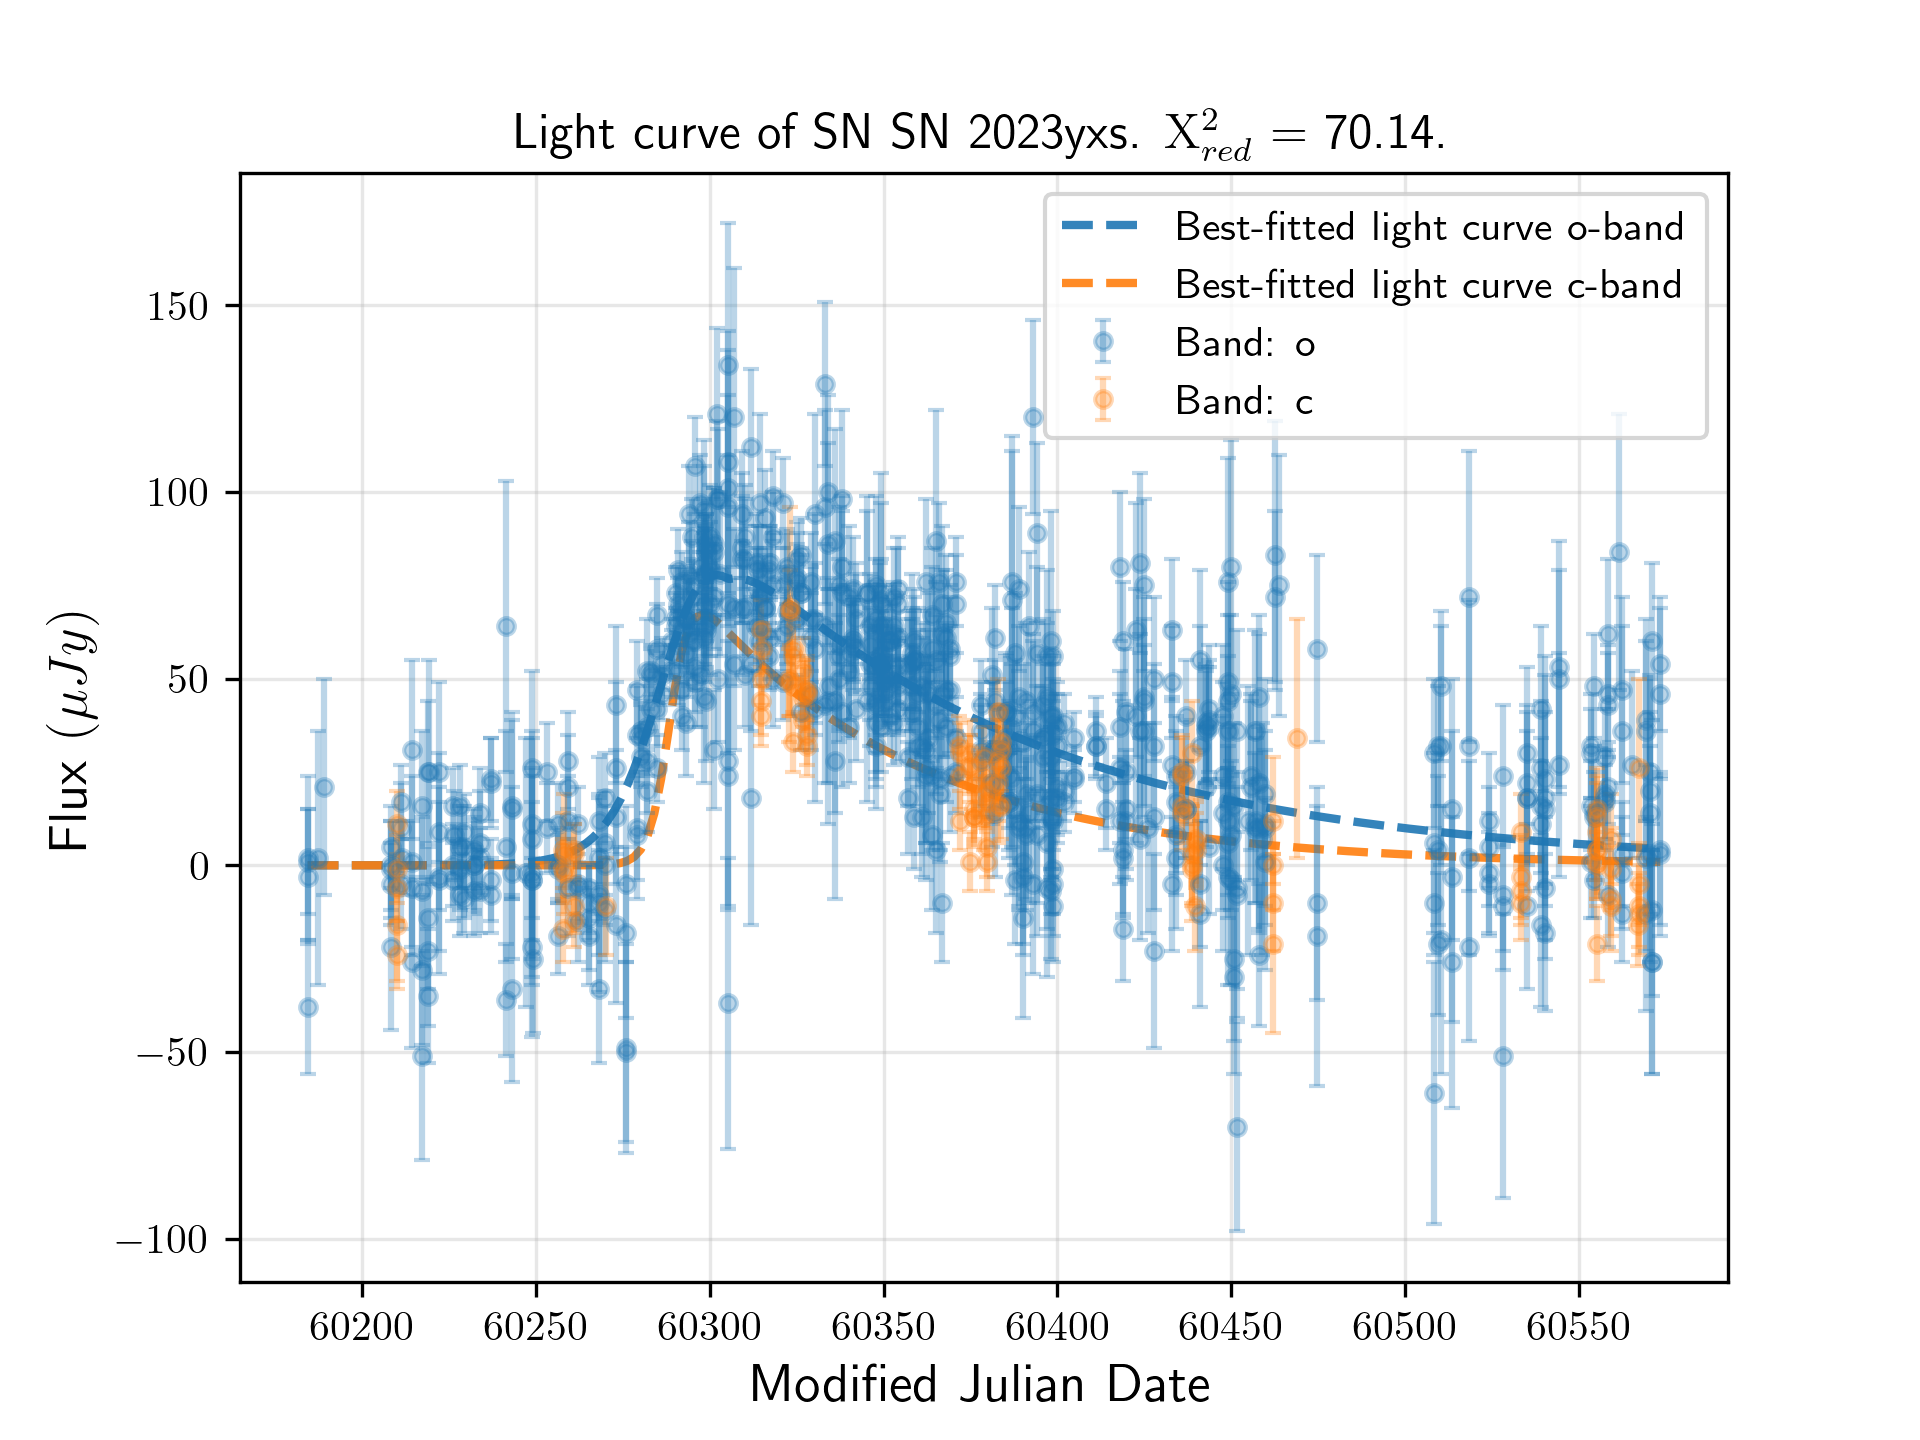 Light curve of SN SN 2023yxs. X²_red = 70.14.
Best-fitted light curve o-band
Best-fitted light curve c-band
Band: o
Band: c
Flux (μJy)
150
100
50
0
−50
−100
60200 60250 60300 60350 60400 60450 60500 60550
Modified Julian Date